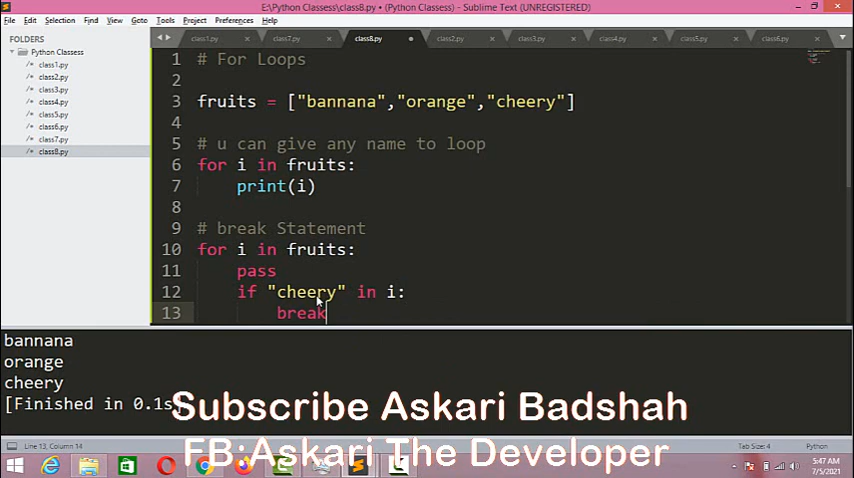 E:\Python Classess\class8.py • (Python Classess) - Sublime Text (UNREGISTERED)
File Edit Selection Find View Goto Tools Project Preferences Help
FOLDERS
Python Classess
class1.py
class2.py
class3.py
class4.py
class5.py
class6.py
class7.py
class8.py
class1.py class7.py class8.py class2.py class3.py class4.py class5.py class6.py
1 # For Loops
2
3 fruits = ["bannana","orange","cheery"]
4
5 # u can give any name to loop
6 for i in fruits:
7 print(i)
8
9 # break Statement
10 for i in fruits:
11 pass
12 if "cheery" in i:
13 break
bannana
orange
cheery
[Finished in 0.1s]
Subscribe Askari Badshah
FB:Askari The Developer
Line 13, Column 14 Tab Size: 4 Python
5:47 AM
7/5/2021